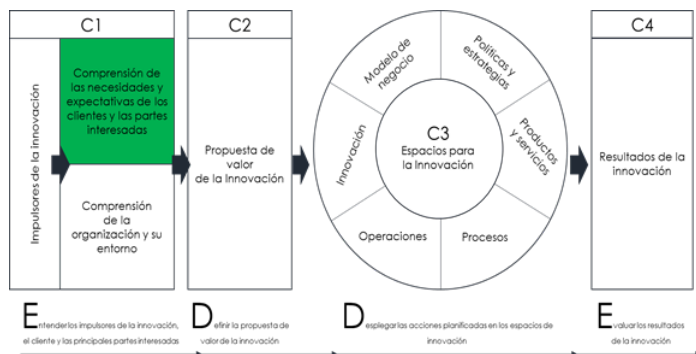 C1
Impulsores de la innovación
Comprensión de
las necesidades y
expectativas de los
clientes y las partes
interesadas
Comprensión
de la
organización y su
entorno
C2
Propuesta de
valor
de la Innovación
Modelo de
negocio
Políticas y
estrategias
Innovación
C3
Espacios para
la Innovación
Productos
y servicios
Operaciones
Procesos
C4
Resultados de la
innovación
Entender los impulsores de la innovación,
el cliente y las principales partes interesadas
Definir la propuesta de
valor de la innovación
Desplegar las acciones planificadas en los espacios de
innovación
Evaluar los resultados
de la innovación